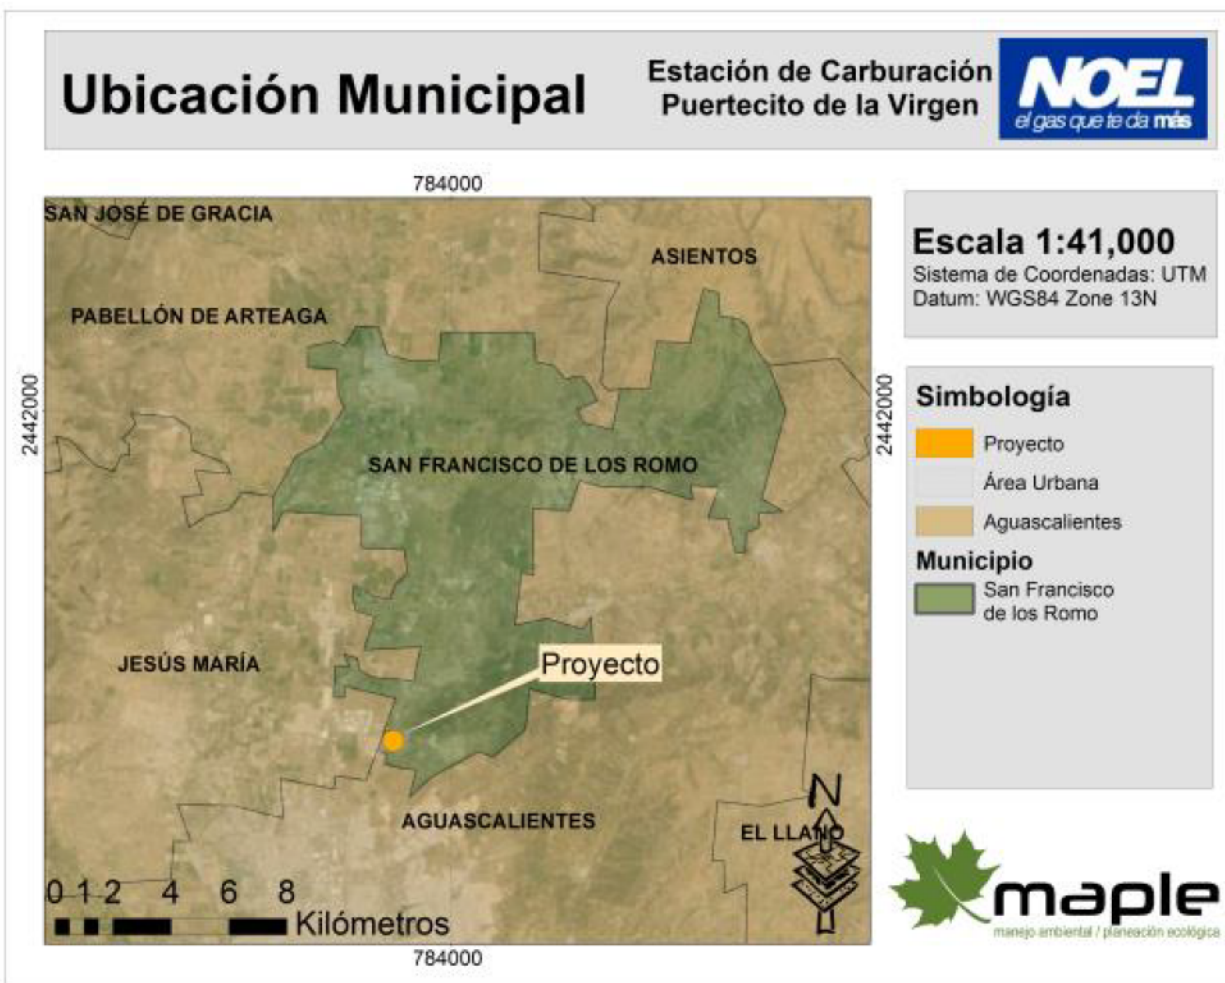 Ubicación Municipal
Estación de Carburación
Puertecito de la Virgen
NOEL
el gas que te da más
784000
SAN JOSÉ DE GRACIA
ASIENTOS
PABELLÓN DE ARTEAGA
2442000
2442000
SAN FRANCISCO DE LOS ROMO
JESÚS MARÍA
Proyecto
AGUASCALIENTES
EL LLANO
N
0 1 2 4 6 8
Kilómetros
784000
Escala 1:41,000
Sistema de Coordenadas: UTM
Datum: WGS84 Zone 13N
Simbología
Proyecto
Área Urbana
Aguascalientes
Municipio
San Francisco
de los Romo
maple
manejo ambiental / planeación ecológica